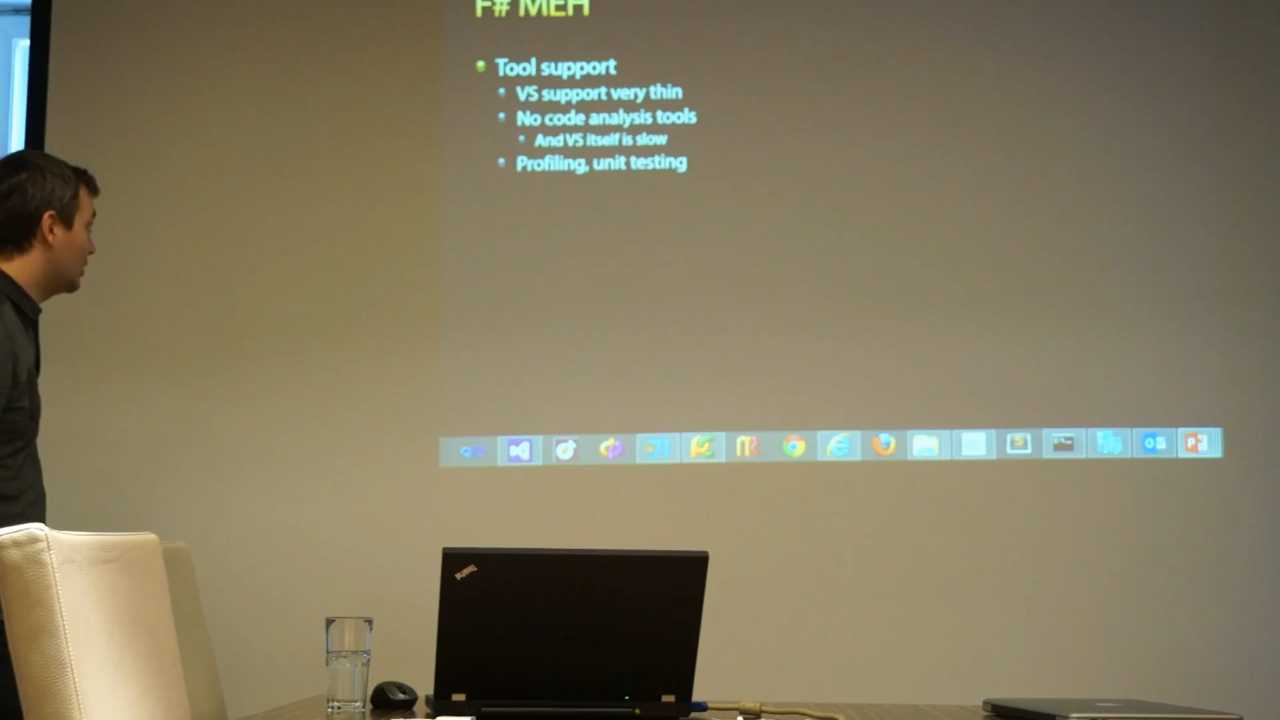 F# MEH
Tool support
VS support very thin
No code analysis tools
And VS itself is slow
Profiling, unit testing